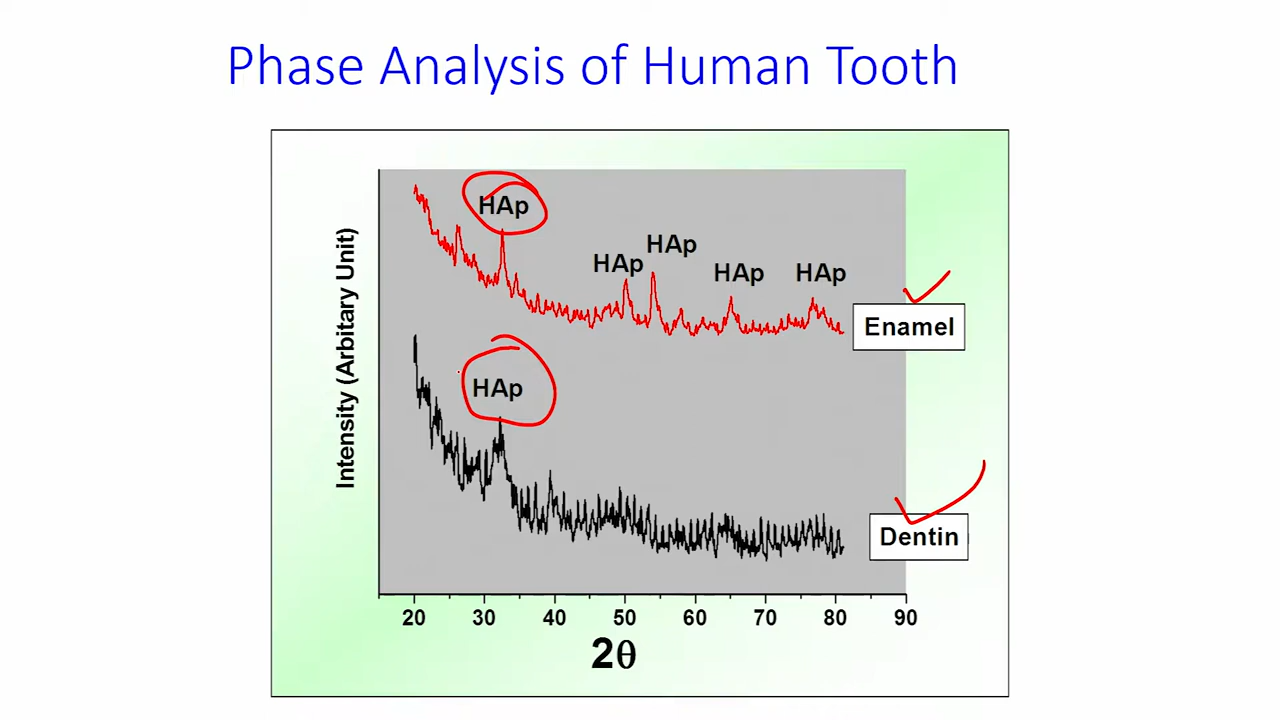 Phase Analysis of Human Tooth
HAp
HAp
HAp
HAp
HAp
Enamel
HAp
Dentin
Intensity (Arbitary Unit)
20 30 40 50 60 70 80 90
2θ